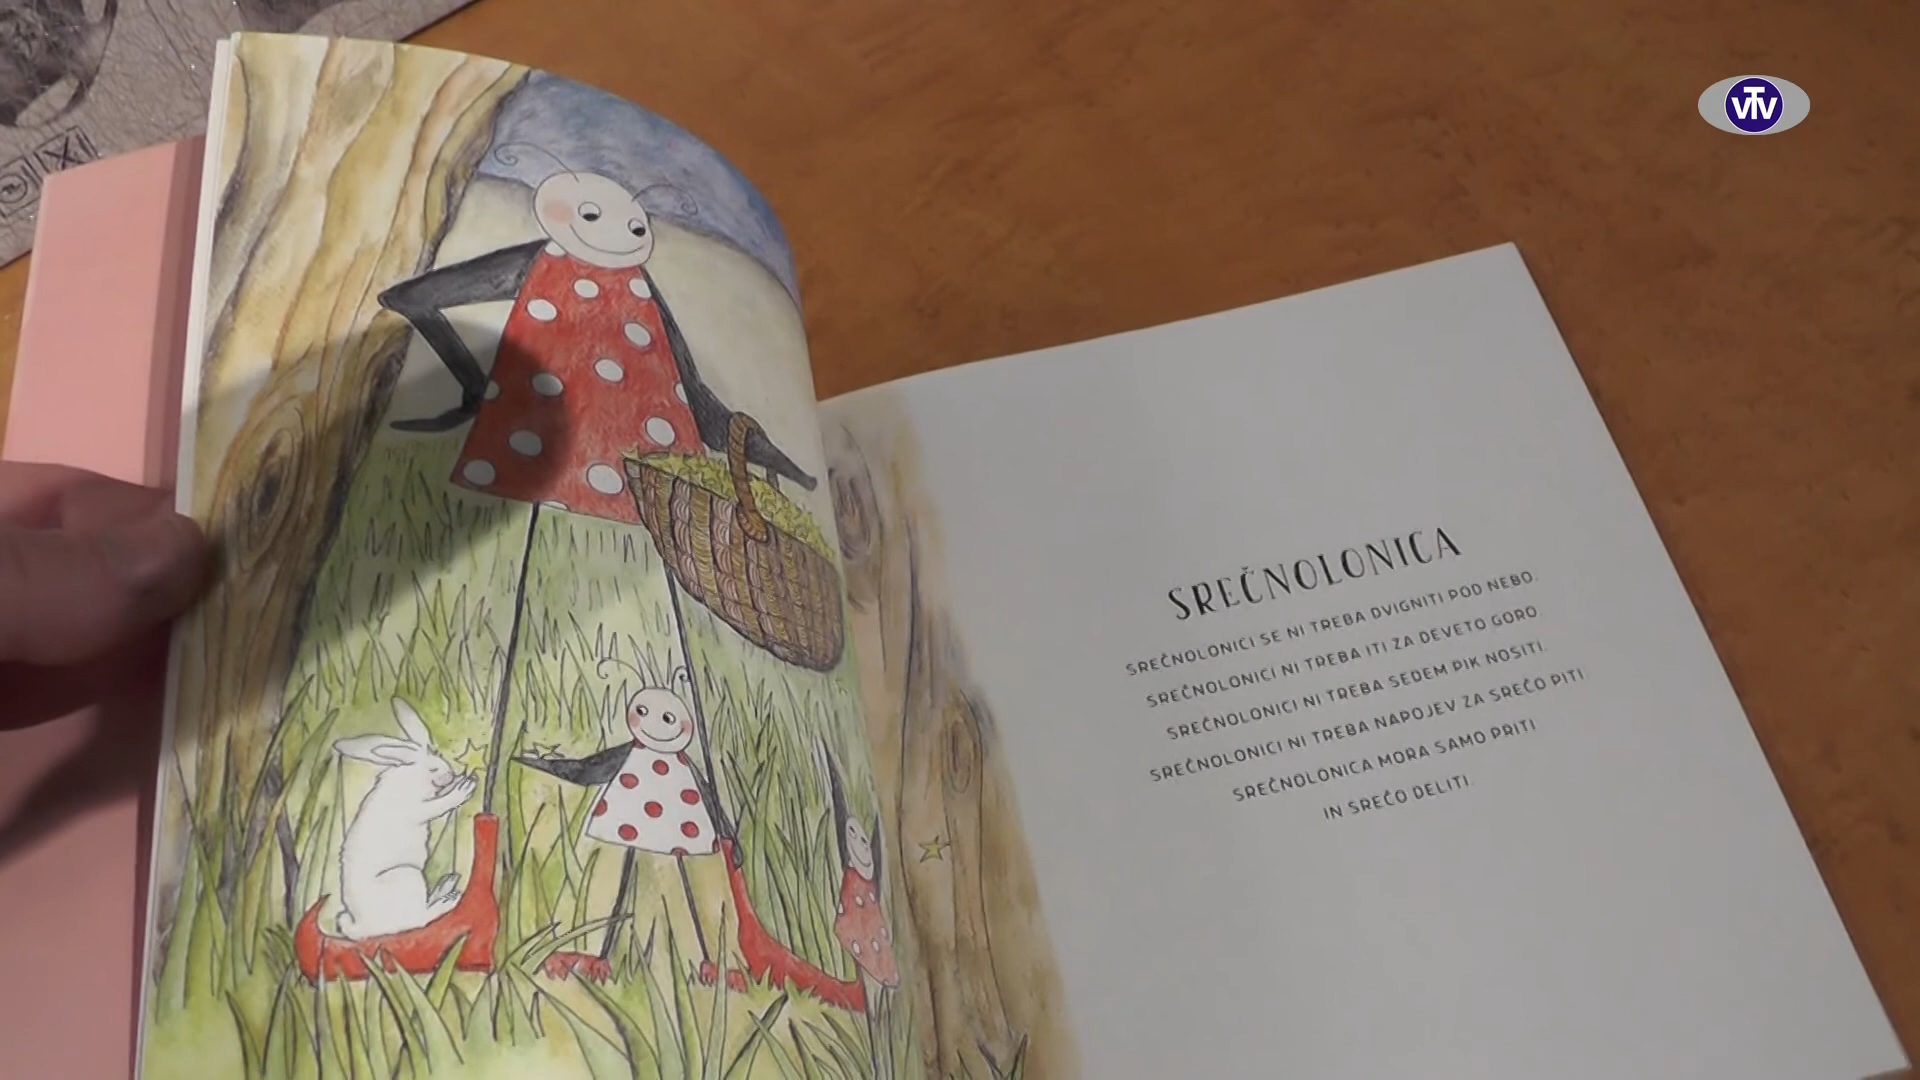 VTV
SREČNOLONICA
SREČNOLONICI SE NI TREBA DVIGNITI POD NEBO.
SREČNOLONICI NI TREBA ITI ZA DEVETO GORO.
SREČNOLONICI NI TREBA SEDEM PIK NOSITI.
SREČNOLONICI NI TREBA NAPOJEV ZA SREČO PITI.
SREČNOLONICA MORA SAMO PRITI
IN SREČO DELITI.